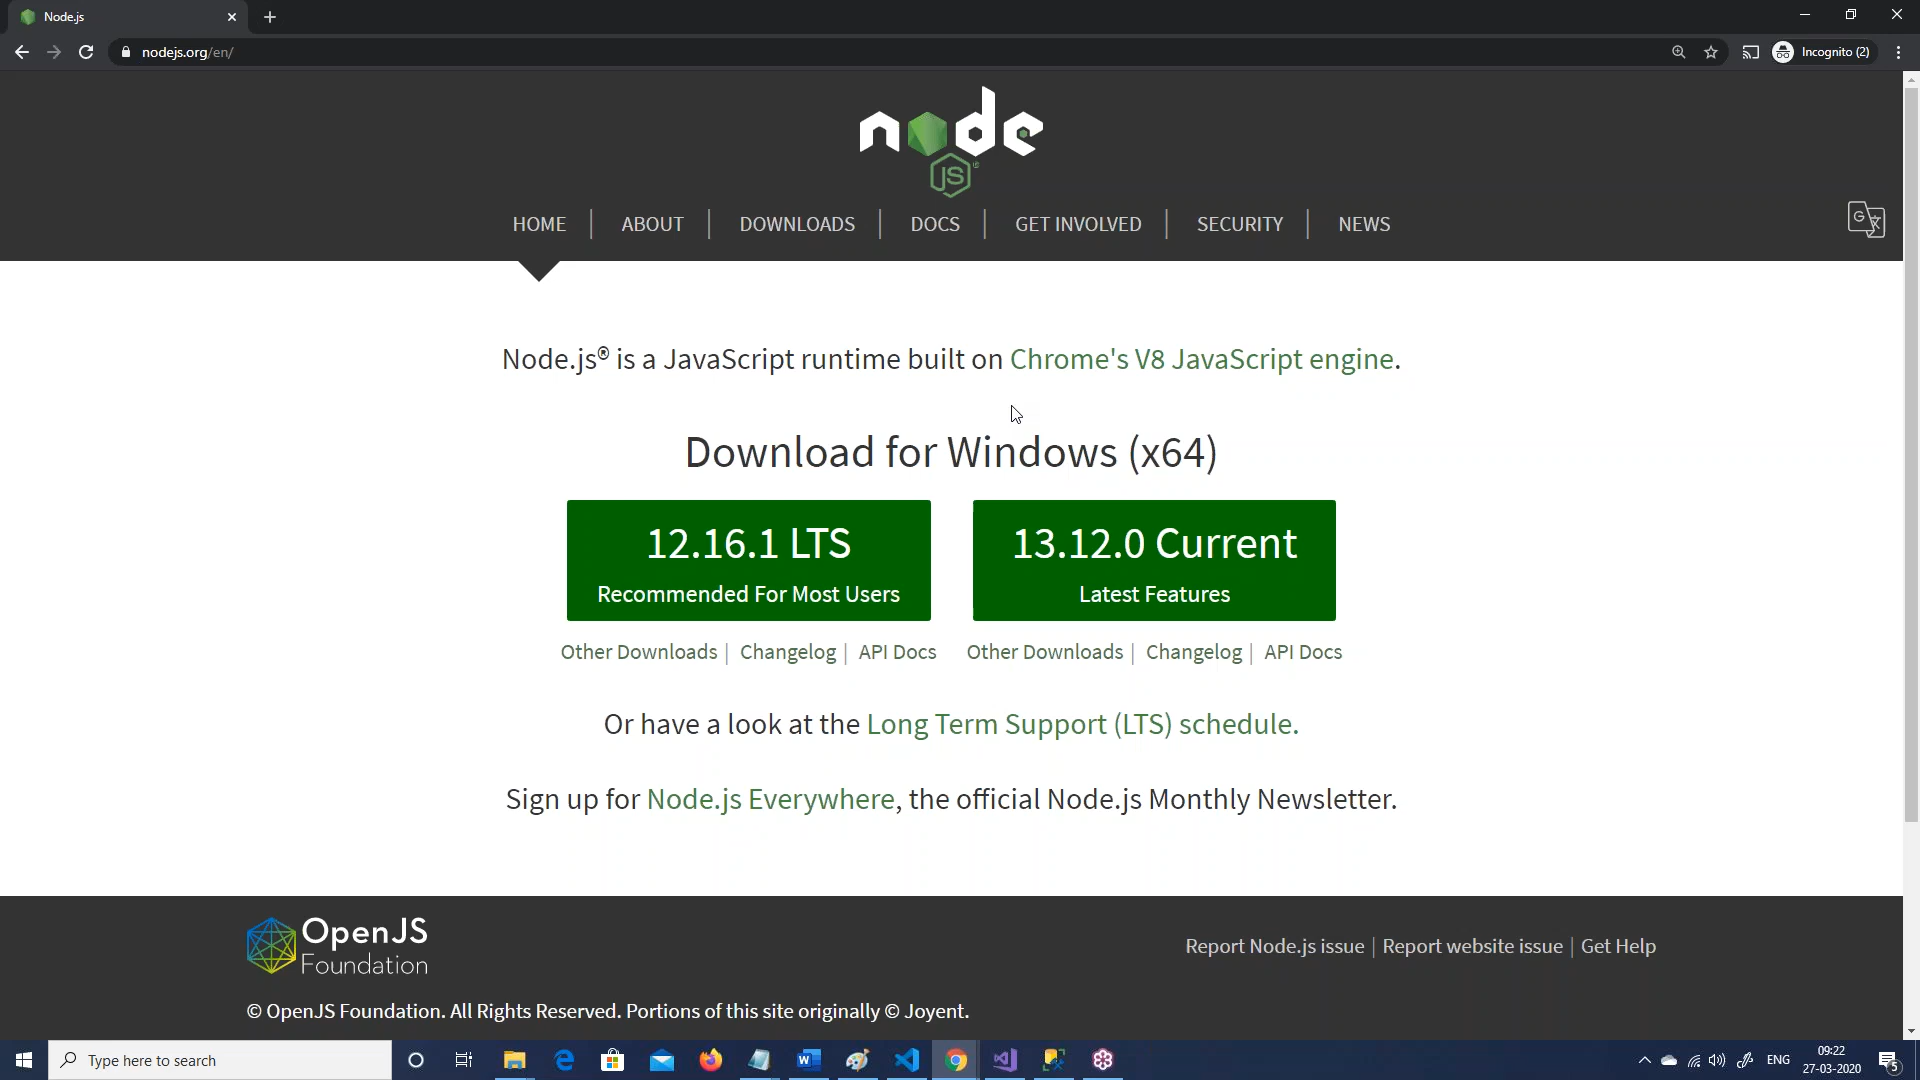 Node.js
nodejs.org/en/
Incognito (2)
node
JS
HOME | ABOUT | DOWNLOADS | DOCS | GET INVOLVED | SECURITY | NEWS
Node.js® is a JavaScript runtime built on Chrome's V8 JavaScript engine.
Download for Windows (x64)
12.16.1 LTS
Recommended For Most Users
13.12.0 Current
Latest Features
Other Downloads | Changelog | API Docs
Other Downloads | Changelog | API Docs
Or have a look at the Long Term Support (LTS) schedule.
Sign up for Node.js Everywhere, the official Node.js Monthly Newsletter.
OpenJS
Foundation
Report Node.js issue | Report website issue | Get Help
© OpenJS Foundation. All Rights Reserved. Portions of this site originally © Joyent.
Type here to search
ENG
09:22
27-03-2020
5